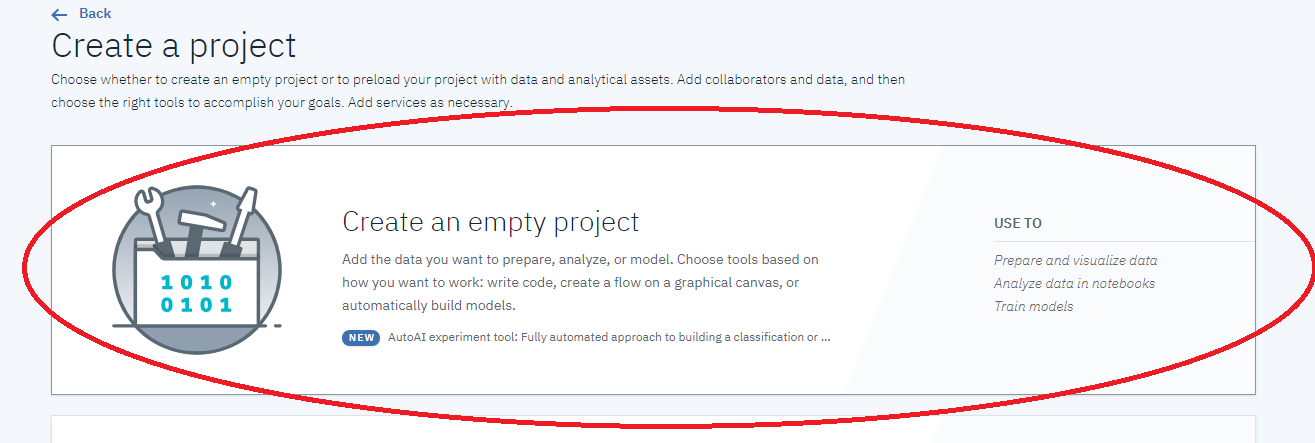 Back
Create a project
Choose whether to create an empty project or to preload your project with data and analytical assets. Add collaborators and data, and then
choose the right tools to accomplish your goals. Add services as necessary.
1010
0101
Create an empty project
Add the data you want to prepare, analyze, or model. Choose tools based on
how you want to work: write code, create a flow on a graphical canvas, or
automatically build models.
NEW AutoAI experiment tool: Fully automated approach to building a classification or ...
USE TO
Prepare and visualize data
Analyze data in notebooks
Train models